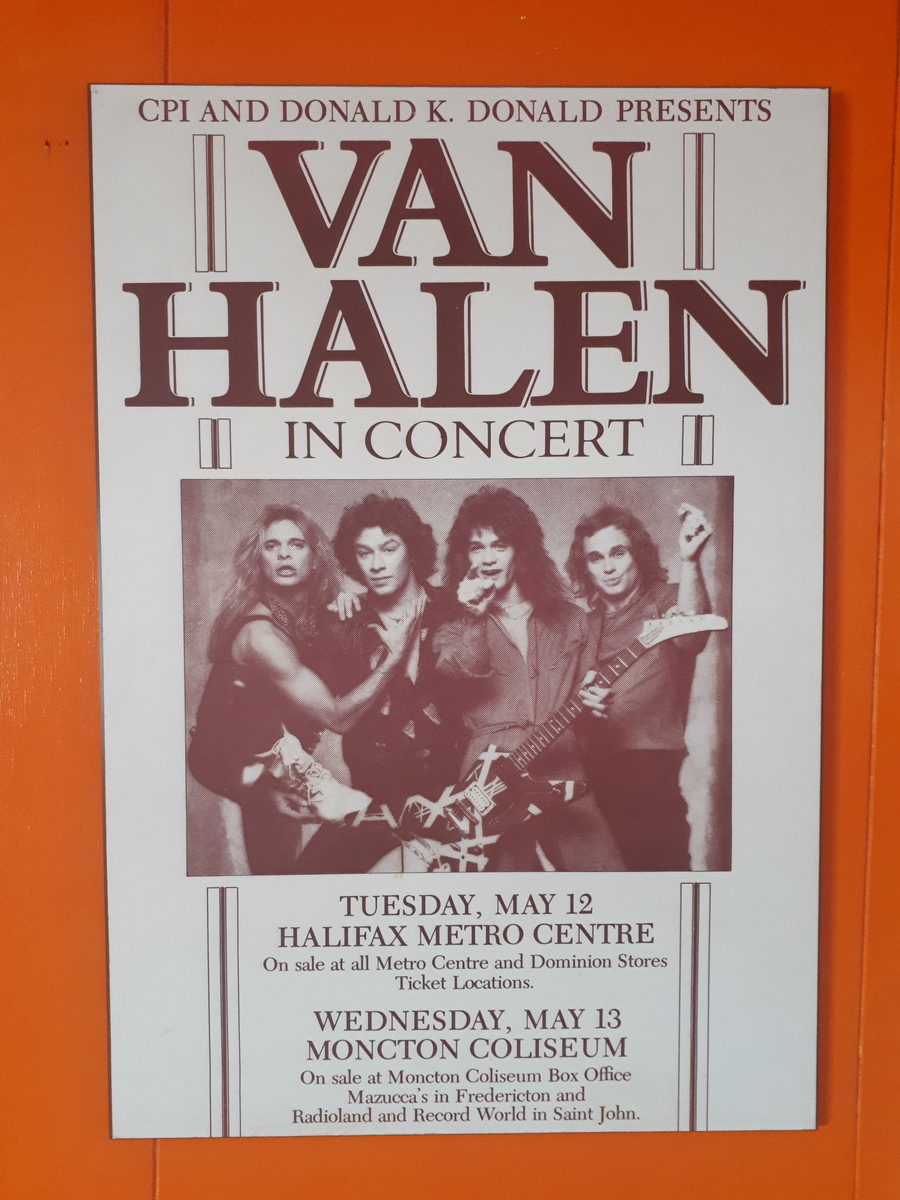 CPI AND DONALD K. DONALD PRESENTS
VAN
HALEN
IN CONCERT
TUESDAY, MAY 12
HALIFAX METRO CENTRE
On sale at all Metro Centre and Dominion Stores
Ticket Locations.
WEDNESDAY, MAY 13
MONCTON COLISEUM
On sale at Moncton Coliseum Box Office
Mazucca's in Fredericton and
Radioland and Record World in Saint John.